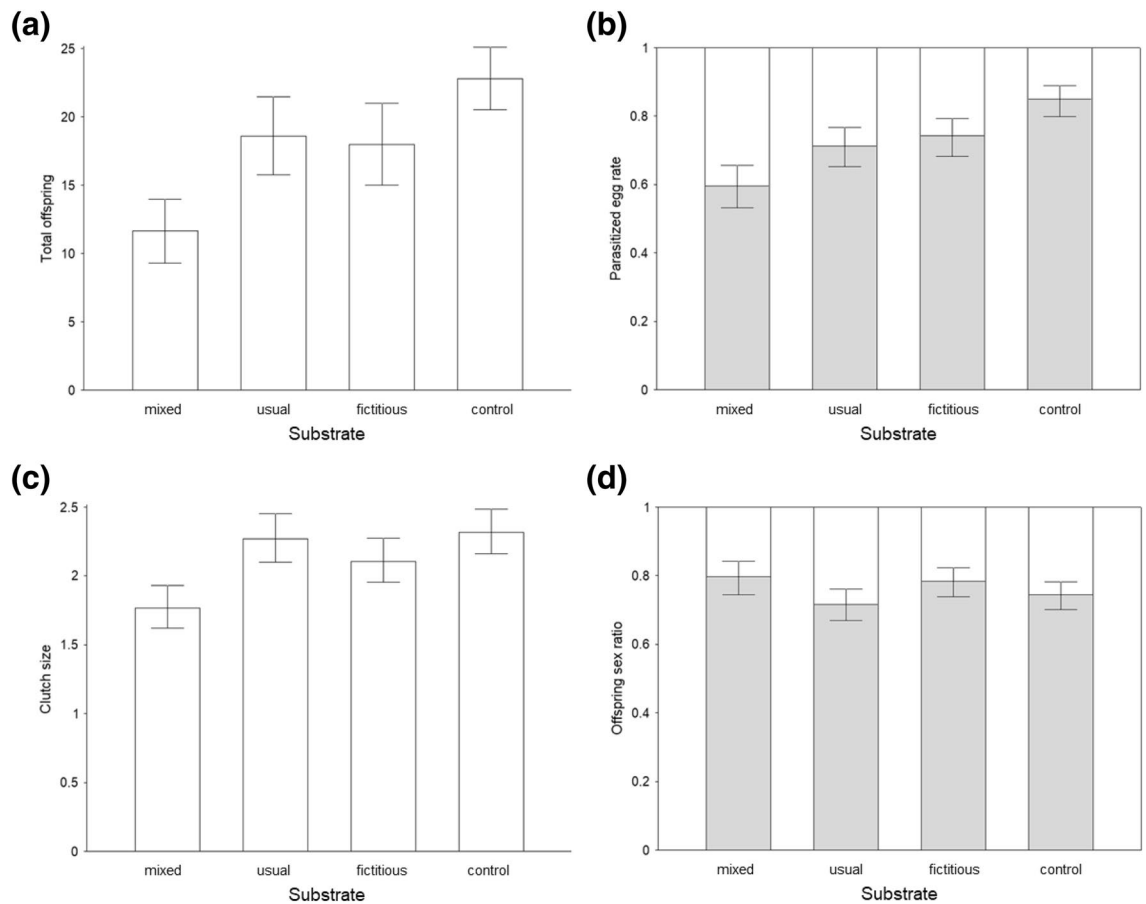 (a)
25
20
15
10
5
0
Total offspring
mixed usual fictitious control
Substrate
(b)
1
0.8
0.6
0.4
0.2
0
Parasitized egg rate
mixed usual fictitious control
Substrate
(c)
2.5
2
1.5
1
0.5
0
Clutch size
mixed usual fictitious control
Substrate
(d)
1
0.8
0.6
0.4
0.2
0
Offspring sex ratio
mixed usual fictitious control
Substrate